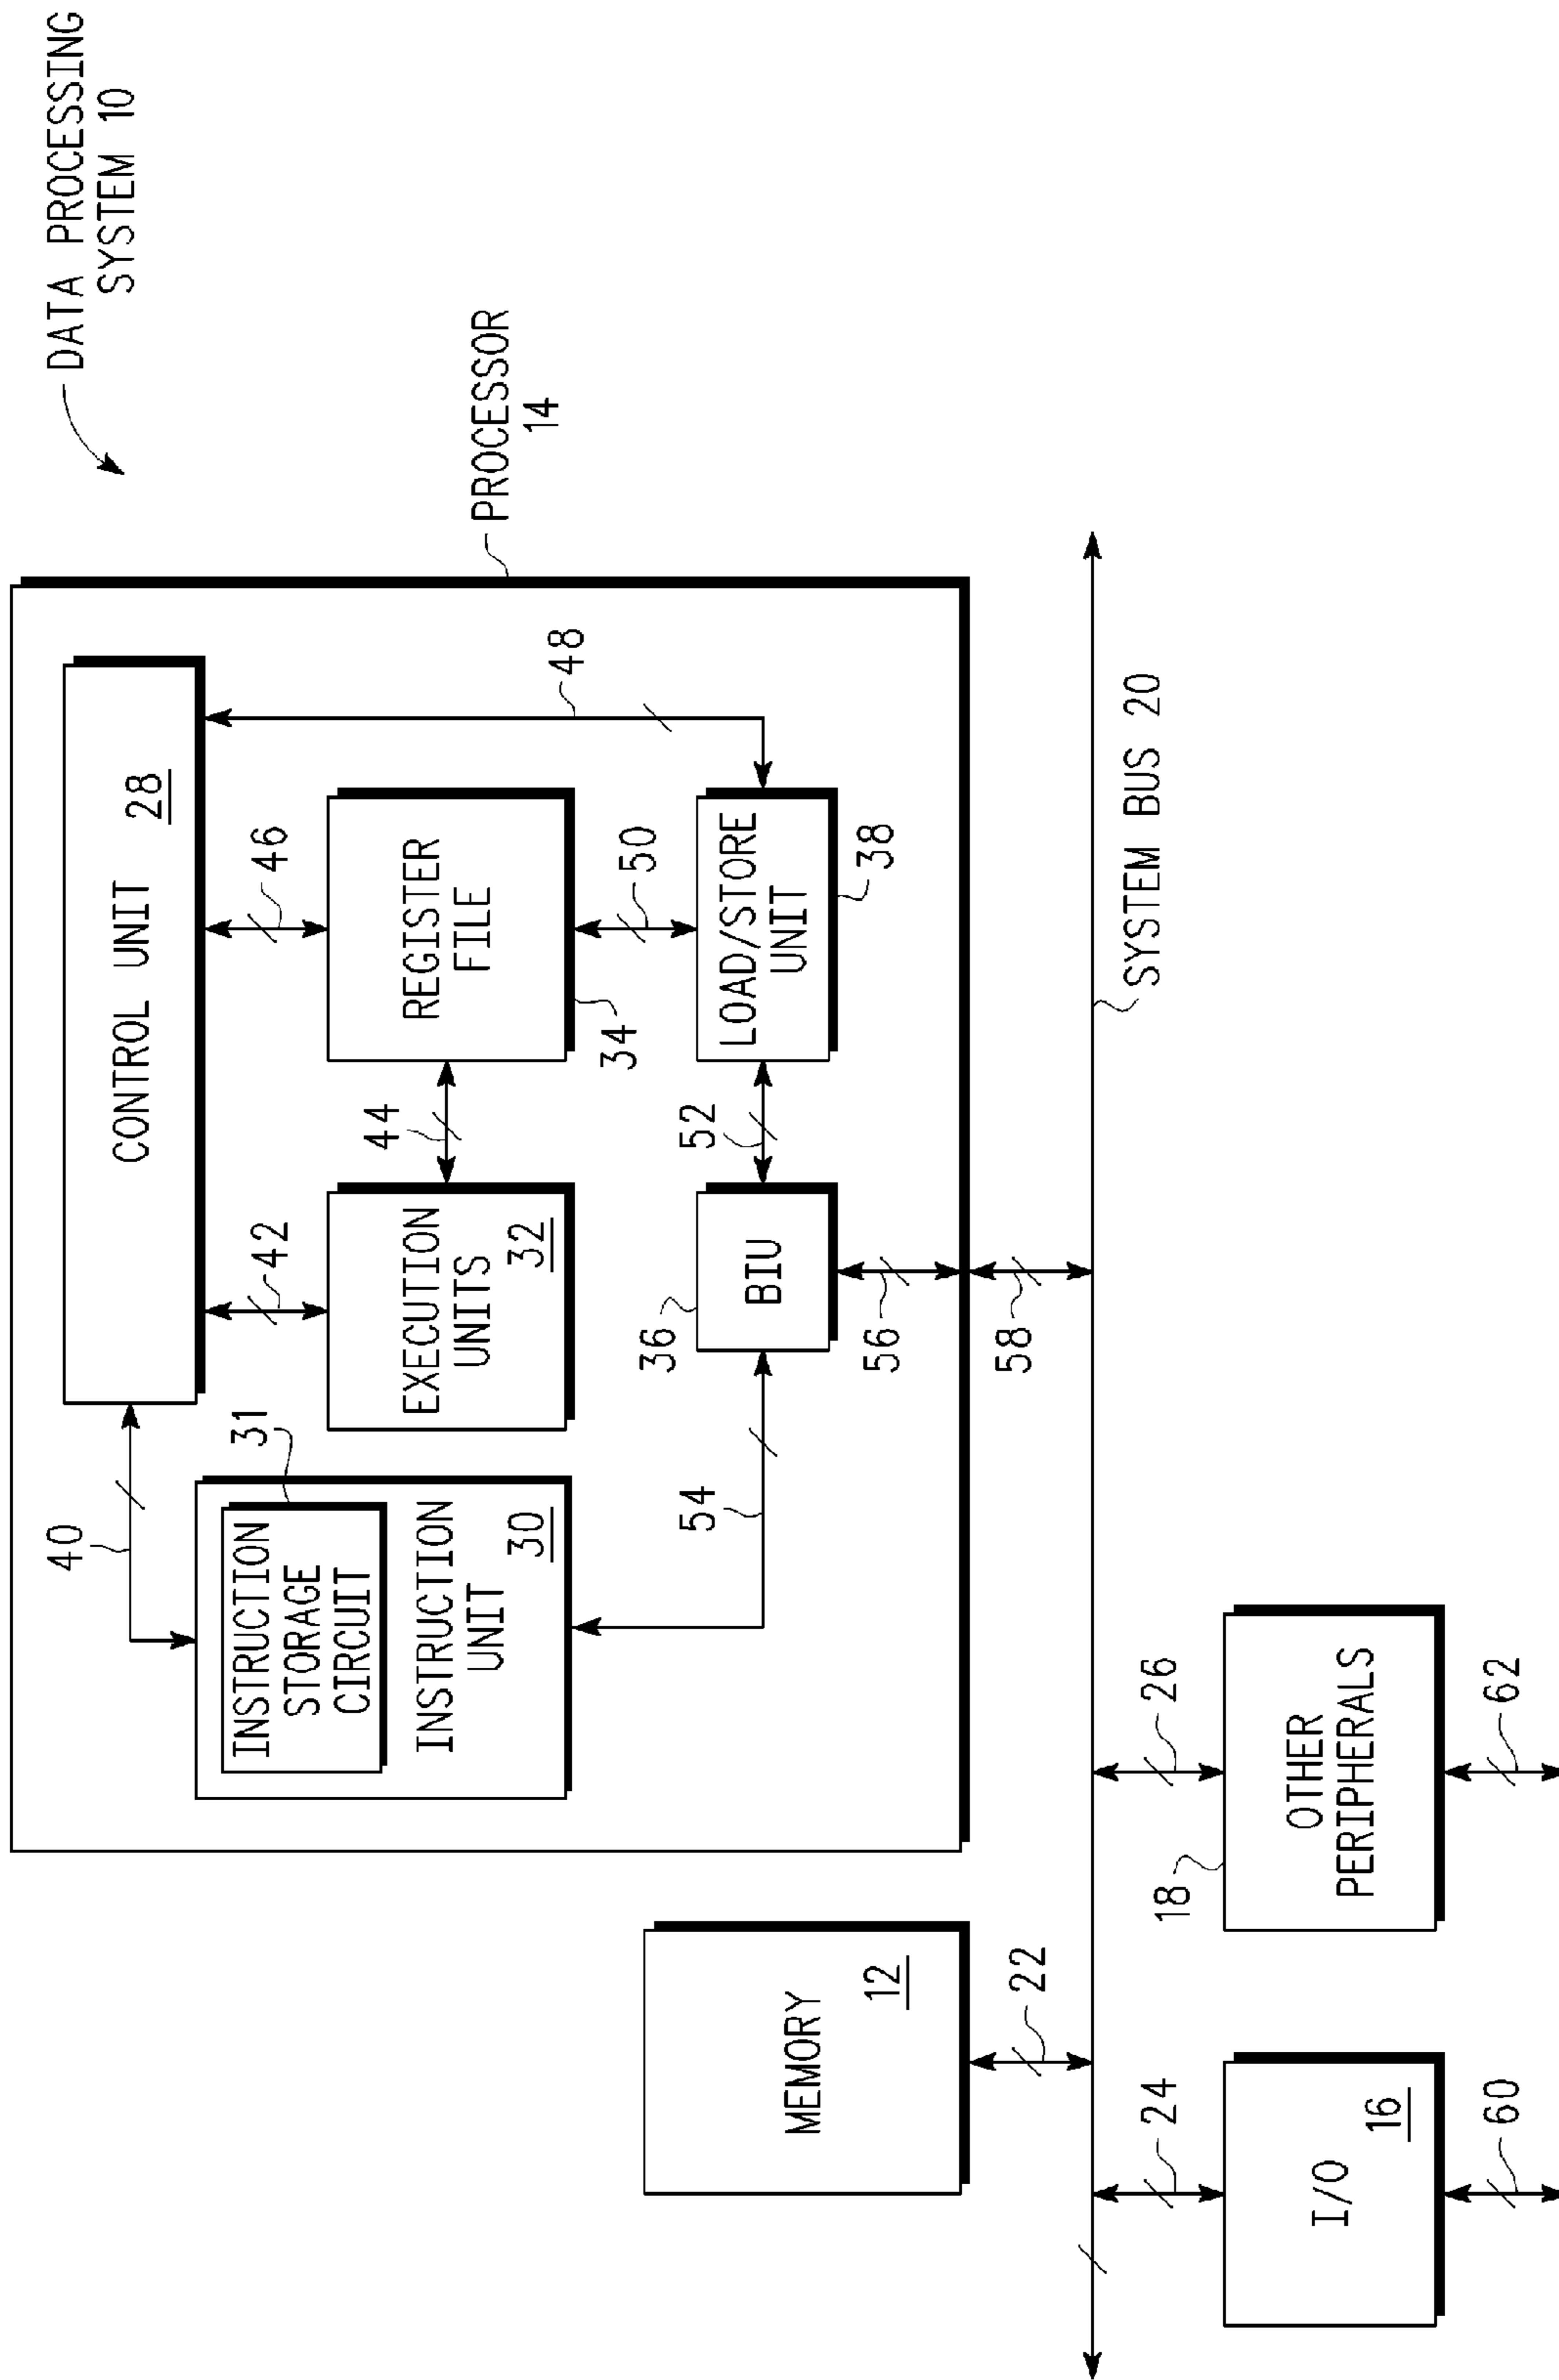 DATA PROCESSING
SYSTEM 10
PROCESSOR
14
CONTROL UNIT
28
40
42
46
48
INSTRUCTION
STORAGE
CIRCUIT
31
INSTRUCTION
UNIT
30
EXECUTION
UNITS
32
44
REGISTER
FILE
34
50
54
36
BIU
52
LOAD/STORE
UNIT
38
56
58
MEMORY
12
22
SYSTEM BUS 20
24
26
I/O
16
18
OTHER
PERIPHERALS
60
62